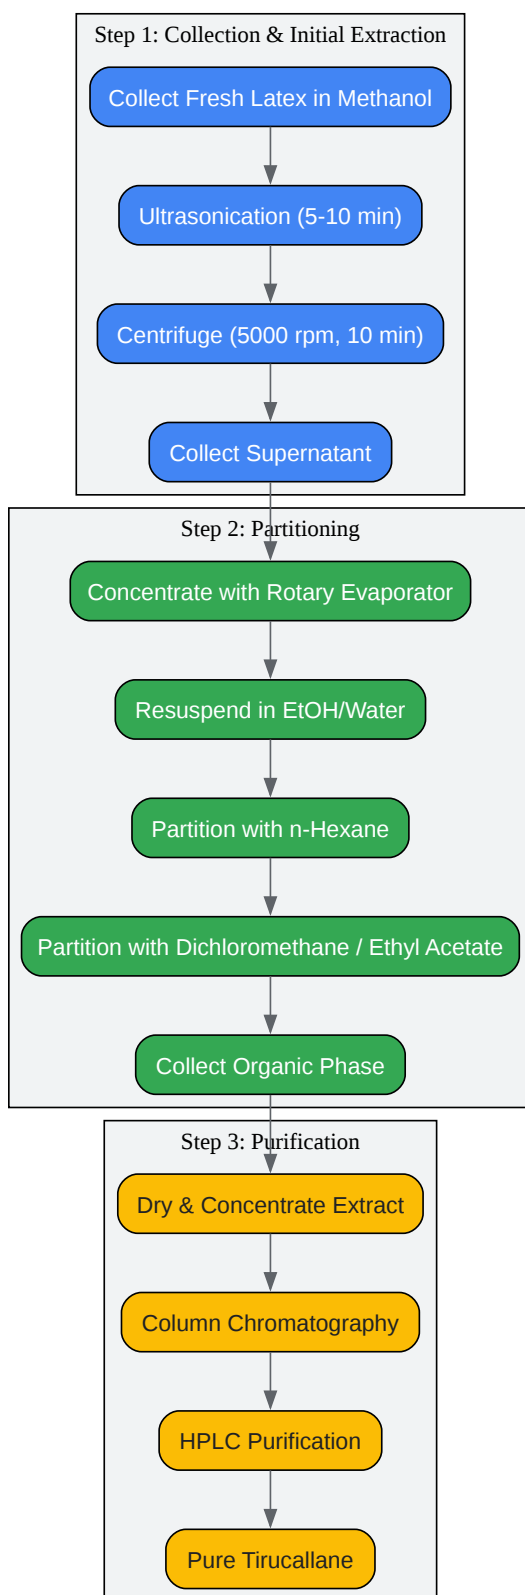 Step 1: Collection & Initial Extraction
Collect Fresh Latex in Methanol
Ultrasonication (5-10 min)
Centrifuge (5000 rpm, 10 min)
Collect Supernatant
Step 2: Partitioning
Concentrate with Rotary Evaporator
Resuspend in EtOH/Water
Partition with n-Hexane
Partition with Dichloromethane / Ethyl Acetate
Collect Organic Phase
Step 3: Purification
Dry & Concentrate Extract
Column Chromatography
HPLC Purification
Pure Tirucallane